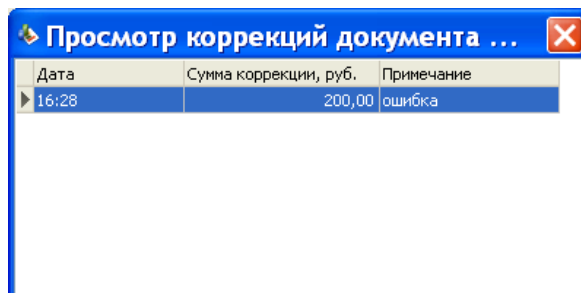 Просмотр коррекций документа ...
Дата Сумма коррекции, руб. Примечание
16:28 200,00 ошибка